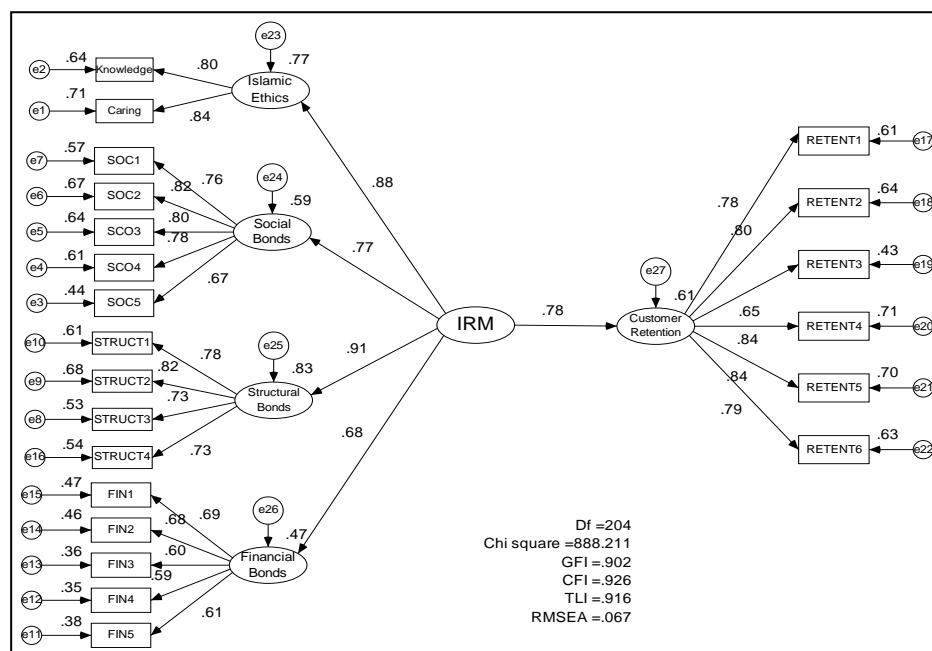 e23
.64
.77
e2
Knowledge
.80
Islamic
Ethics
.71
e1
Caring
.84
.57
e7
SOC1
.76
e24
.67
e6
SOC2
.82
.59
.64
e5
SCO3
.80
Social
Bonds
.61
e4
SCO4
.78
.44
e3
SOC5
.67
.88
.77
.61
e10
STRUCT1
.78
e25
.68
e9
STRUCT2
.82
.83
.53
e8
STRUCT3
.73
Structural
Bonds
.54
e16
STRUCT4
.73
.91
.68
.47
e15
FIN1
.69
e26
.46
e14
FIN2
.68
.47
.36
e13
FIN3
.60
Financial
Bonds
.35
e12
FIN4
.59
.38
e11
FIN5
.61
IRM
.78
e27
.61
Customer
Retention
.78
RETENT1
.61
e17
.80
RETENT2
.64
e18
RETENT3
.43
e19
.65
RETENT4
.71
e20
.84
RETENT5
.70
e21
.84
.79
RETENT6
.63
e22
Df =204
Chi square =888.211
GFI =.902
CFI =.926
TLI =.916
RMSEA =.067